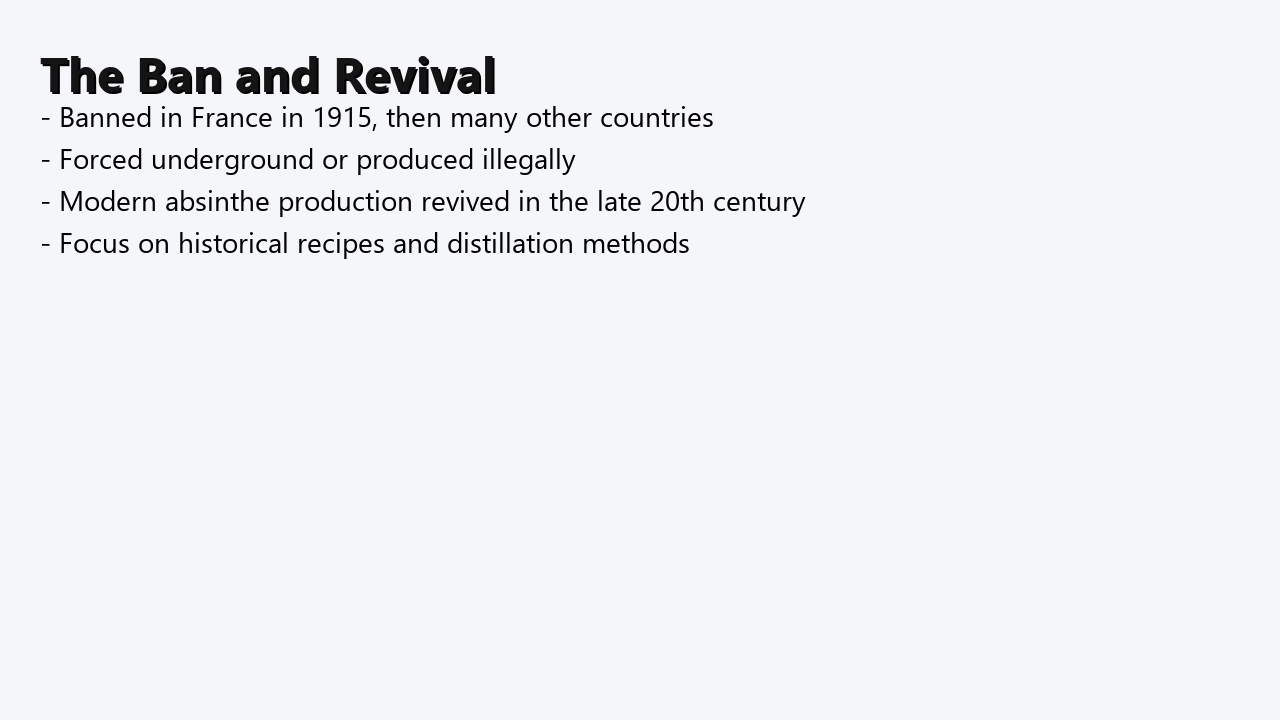 The Ban and Revival
- Banned in France in 1915, then many other countries
- Forced underground or produced illegally
- Modern absinthe production revived in the late 20th century
- Focus on historical recipes and distillation methods